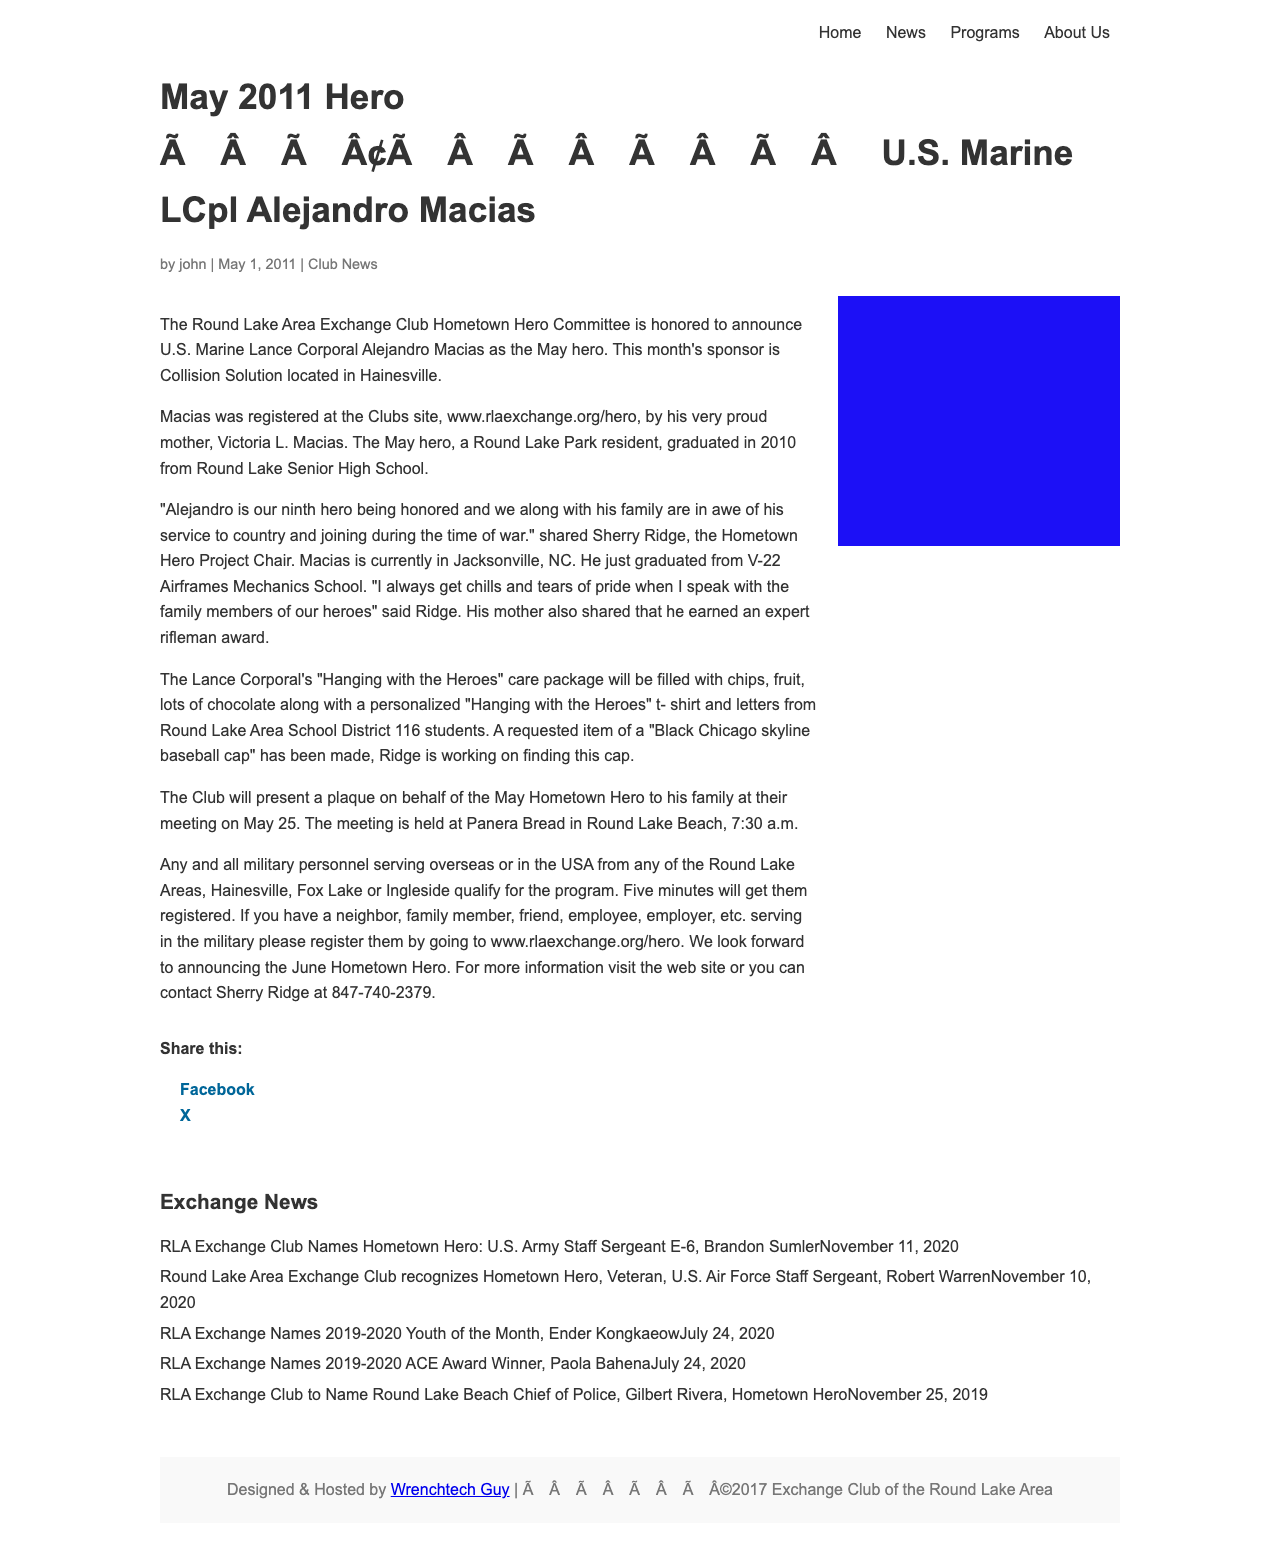 Home News Programs About Us
May 2011 Hero
Ã Â Ã Â¢Ã Â Ã Â Ã Â Ã Â U.S. Marine
LCpl Alejandro Macias
by john | May 1, 2011 | Club News
The Round Lake Area Exchange Club Hometown Hero Committee is honored to announce
U.S. Marine Lance Corporal Alejandro Macias as the May hero. This month's sponsor is
Collision Solution located in Hainesville.
Macias was registered at the Clubs site, www.rlaexchange.org/hero, by his very proud
mother, Victoria L. Macias. The May hero, a Round Lake Park resident, graduated in 2010
from Round Lake Senior High School.
"Alejandro is our ninth hero being honored and we along with his family are in awe of his
service to country and joining during the time of war." shared Sherry Ridge, the Hometown
Hero Project Chair. Macias is currently in Jacksonville, NC. He just graduated from V-22
Airframes Mechanics School. "I always get chills and tears of pride when I speak with the
family members of our heroes" said Ridge. His mother also shared that he earned an expert
rifleman award.
The Lance Corporal's "Hanging with the Heroes" care package will be filled with chips, fruit,
lots of chocolate along with a personalized "Hanging with the Heroes" t- shirt and letters from
Round Lake Area School District 116 students. A requested item of a "Black Chicago skyline
baseball cap" has been made, Ridge is working on finding this cap.
The Club will present a plaque on behalf of the May Hometown Hero to his family at their
meeting on May 25. The meeting is held at Panera Bread in Round Lake Beach, 7:30 a.m.
Any and all military personnel serving overseas or in the USA from any of the Round Lake
Areas, Hainesville, Fox Lake or Ingleside qualify for the program. Five minutes will get them
registered. If you have a neighbor, family member, friend, employee, employer, etc. serving
in the military please register them by going to www.rlaexchange.org/hero. We look forward
to announcing the June Hometown Hero. For more information visit the web site or you can
contact Sherry Ridge at 847-740-2379.
Share this:
Facebook
X
Exchange News
RLA Exchange Club Names Hometown Hero: U.S. Army Staff Sergeant E-6, Brandon SumlerNovember 11, 2020
Round Lake Area Exchange Club recognizes Hometown Hero, Veteran, U.S. Air Force Staff Sergeant, Robert WarrenNovember 10,
2020
RLA Exchange Names 2019-2020 Youth of the Month, Ender KongkaeowJuly 24, 2020
RLA Exchange Names 2019-2020 ACE Award Winner, Paola BahenaJuly 24, 2020
RLA Exchange Club to Name Round Lake Beach Chief of Police, Gilbert Rivera, Hometown HeroNovember 25, 2019
Designed & Hosted by Wrenchtech Guy | Ã Â Ã Â Ã Â Ã Â©2017 Exchange Club of the Round Lake Area